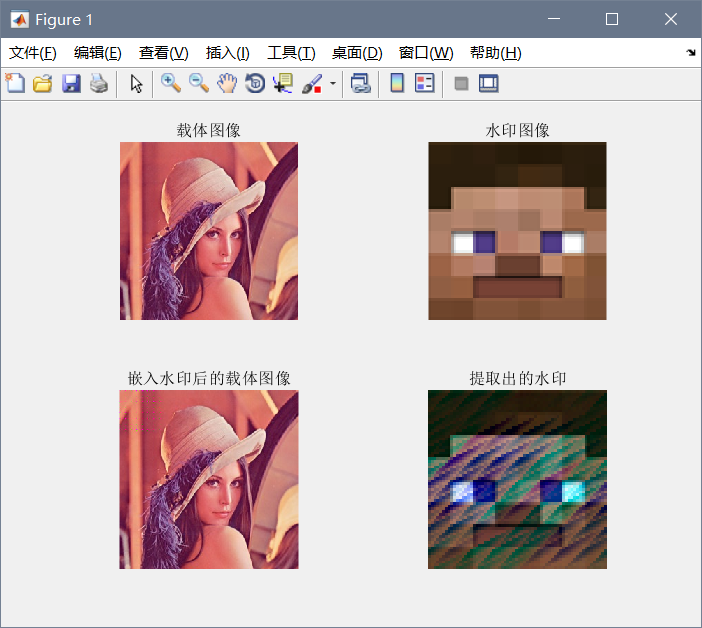 Figure 1
文件(F) 编辑(E) 查看(V) 插入(I) 工具(T) 桌面(D) 窗口(W) 帮助(H)
载体图像
水印图像
嵌入水印后的载体图像
提取出的水印